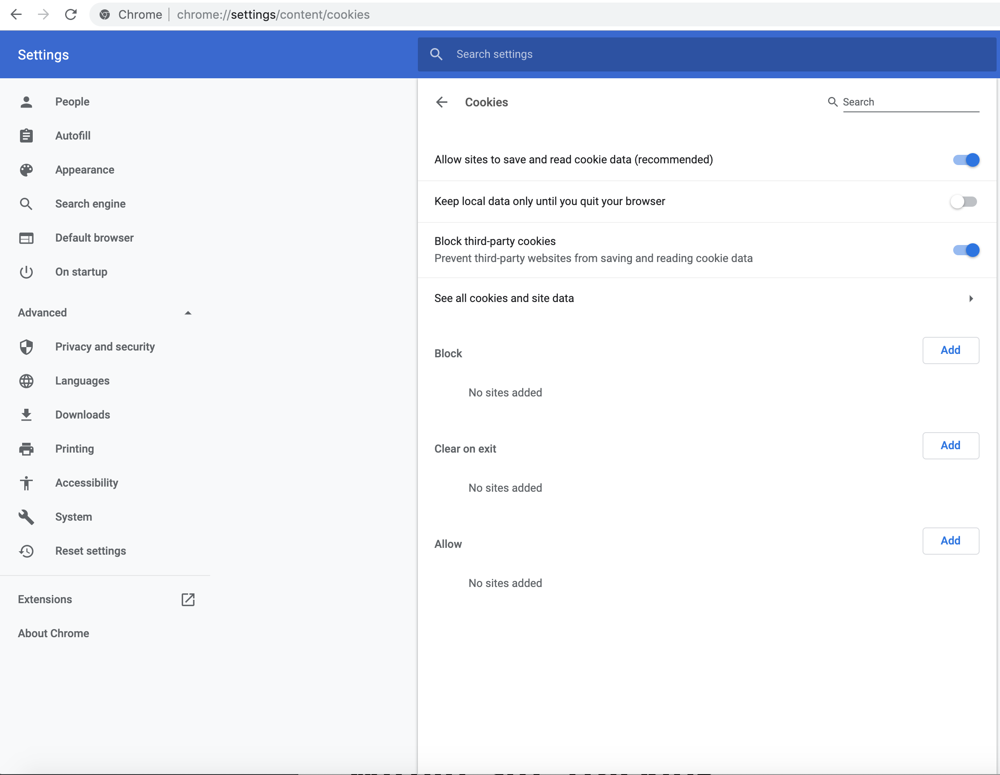 Chrome | chrome://settings/content/cookies
Settings
Search settings
People
Autofill
Appearance
Search engine
Default browser
On startup
Advanced
Privacy and security
Languages
Downloads
Printing
Accessibility
System
Reset settings
Extensions
About Chrome
Cookies
Search
Allow sites to save and read cookie data (recommended)
Keep local data only until you quit your browser
Block third-party cookies
Prevent third-party websites from saving and reading cookie data
See all cookies and site data
Block
Add
No sites added
Clear on exit
Add
No sites added
Allow
Add
No sites added